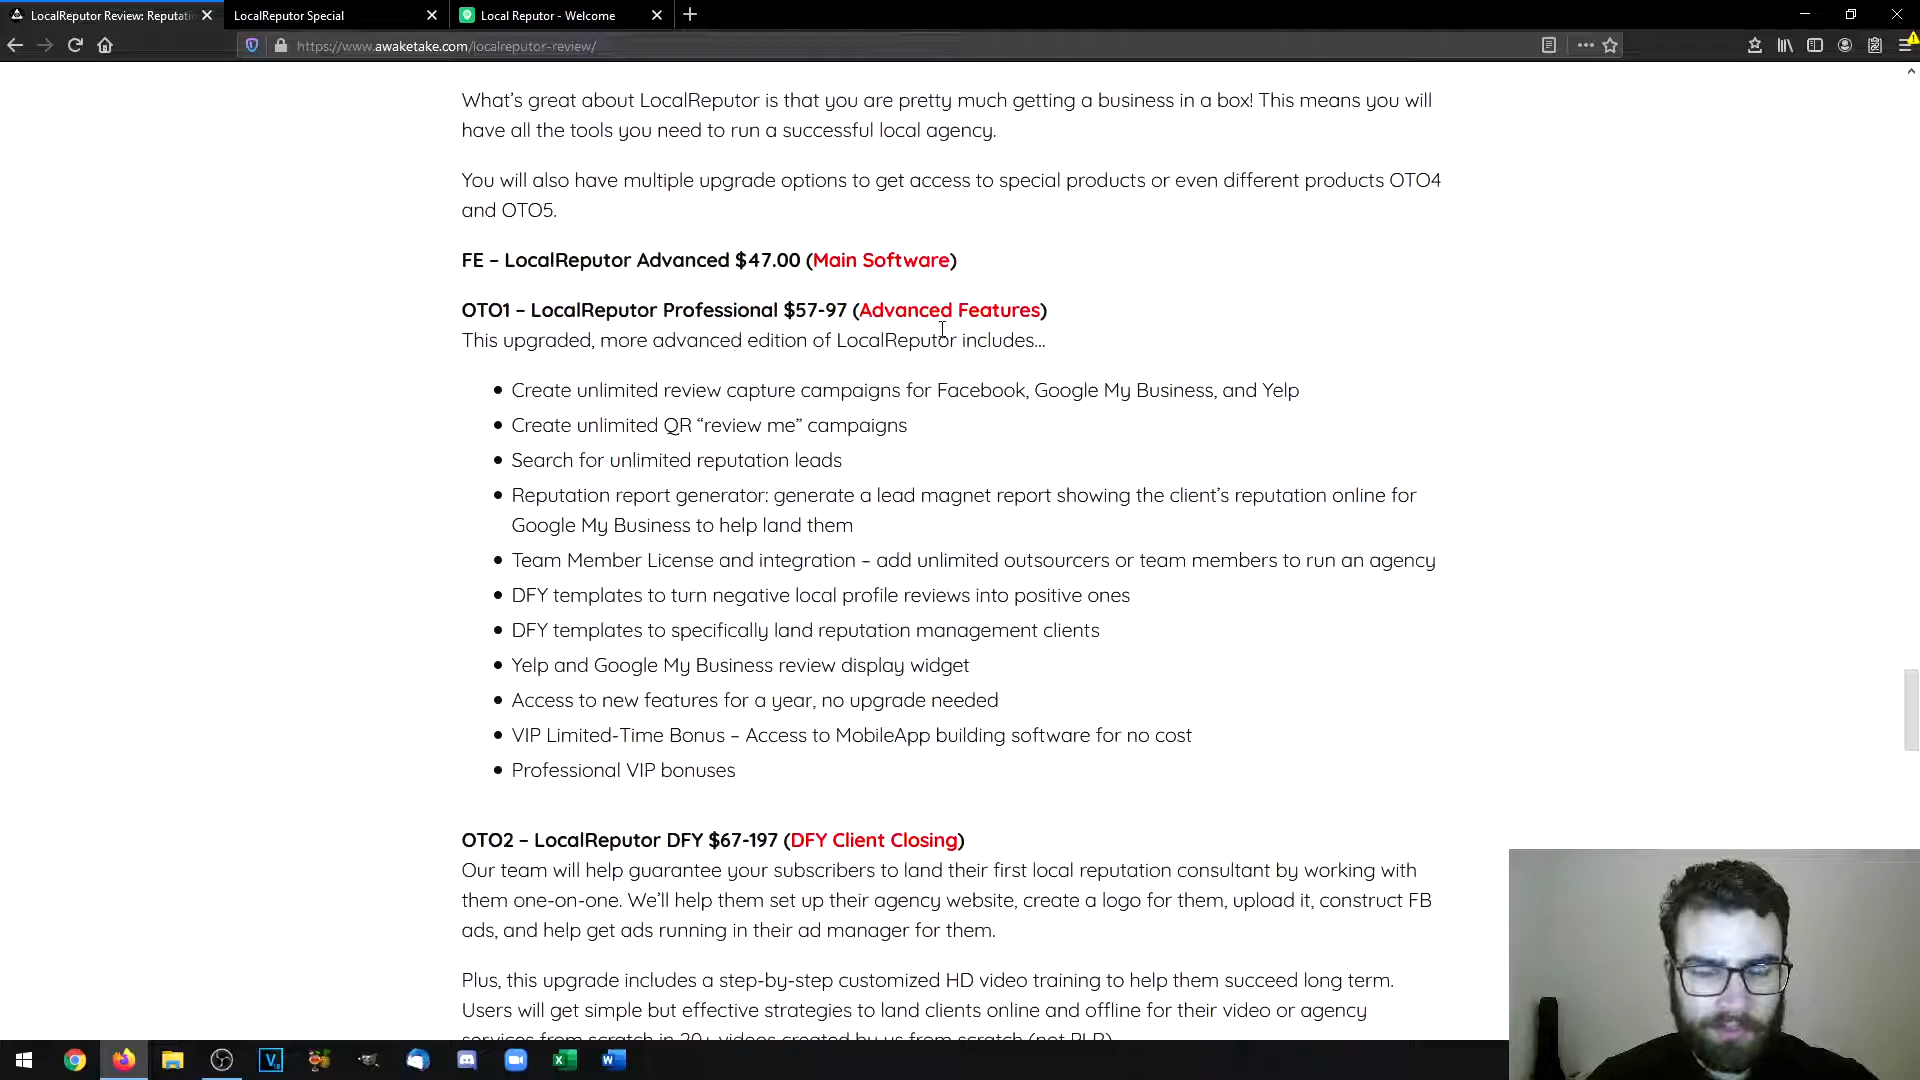 LocalReputor Review: Reputati
LocalReputor Special
Local Reputor - Welcome
https://www.awaketake.com/localreputor-review/
What's great about LocalReputor is that you are pretty much getting a business in a box! This means you will
have all the tools you need to run a successful local agency.
You will also have multiple upgrade options to get access to special products or even different products OTO4
and OTO5.
FE – LocalReputor Advanced $47.00 (Main Software)
OTO1 – LocalReputor Professional $57-97 (Advanced Features)
This upgraded, more advanced edition of LocalReputor includes...
• Create unlimited review capture campaigns for Facebook, Google My Business, and Yelp
• Create unlimited QR “review me” campaigns
• Search for unlimited reputation leads
• Reputation report generator: generate a lead magnet report showing the client's reputation online for
Google My Business to help land them
• Team Member License and integration – add unlimited outsourcers or team members to run an agency
• DFY templates to turn negative local profile reviews into positive ones
• DFY templates to specifically land reputation management clients
• Yelp and Google My Business review display widget
• Access to new features for a year, no upgrade needed
• VIP Limited-Time Bonus – Access to MobileApp building software for no cost
• Professional VIP bonuses
OTO2 – LocalReputor DFY $67-197 (DFY Client Closing)
Our team will help guarantee your subscribers to land their first local reputation consultant by working with
them one-on-one. We'll help them set up their agency website, create a logo for them, upload it, construct FB
ads, and help get ads running in their ad manager for them.
Plus, this upgrade includes a step-by-step customized HD video training to help them succeed long term.
Users will get simple but effective strategies to land clients online and offline for their video or agency
services from scratch in 20+ videos created by us from scratch (not PLR)